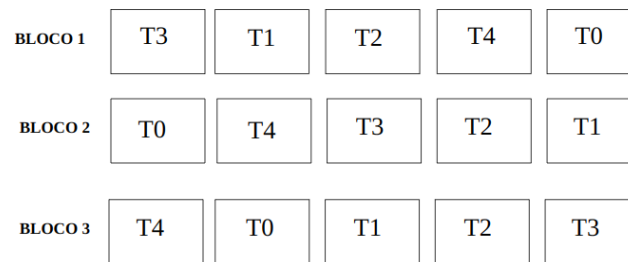 BLOCO 1 T3 T1 T2 T4 T0
BLOCO 2 T0 T4 T3 T2 T1
BLOCO 3 T4 T0 T1 T2 T3